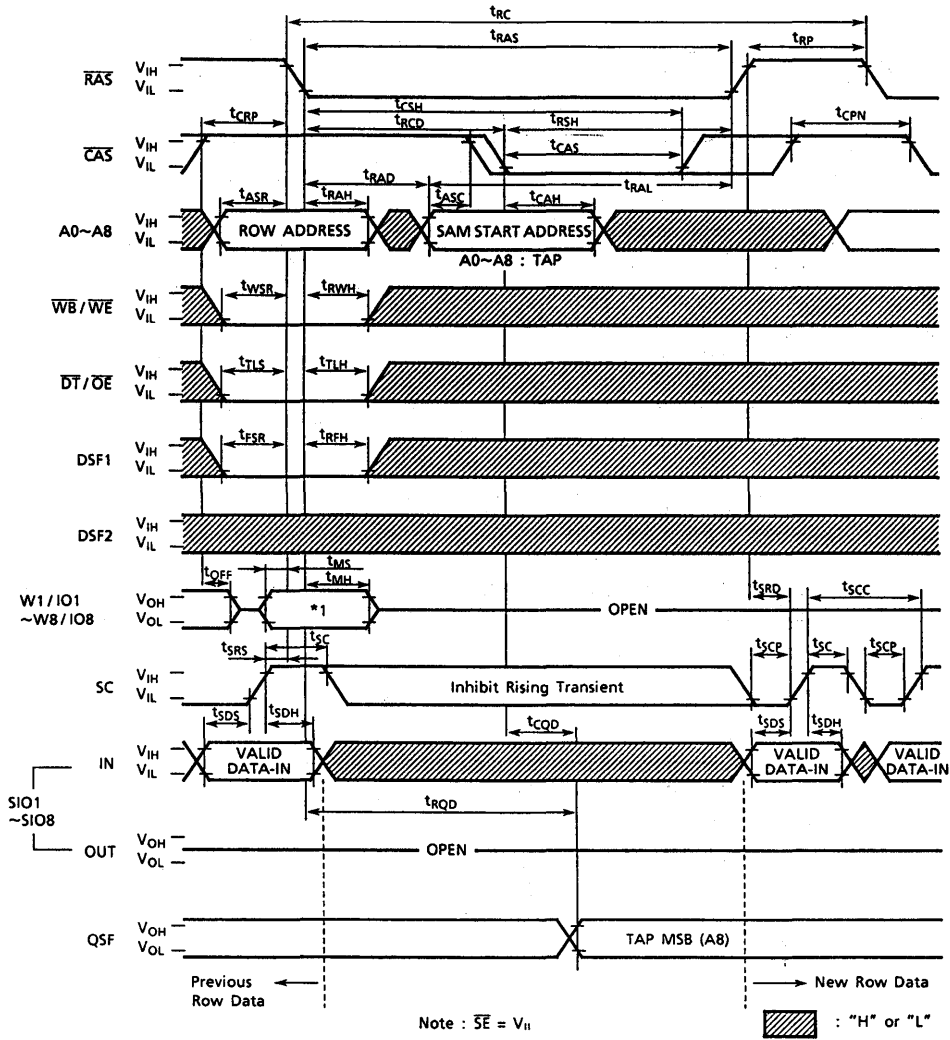 tRC
tRAS
tRP
RAS VIH
VIL
tCSH
tCRP
tRCD
tRSH
tCPN
CAS VIH
VIL
tCAS
tRAD
tRAL
tASR
tRAH
tASC
tCAH
A0~A8 VIH
VIL
ROW ADDRESS
SAM START ADDRESS
A0~A8 : TAP
tWSR
tRWH
WB/WE VIH
VIL
tTLS
tTLH
DT/OE VIH
VIL
tFSR
tRFH
DSF1 VIH
VIL
DSF2 VIH
VIL
tOFF
tMS
tMH
tSRD
tSCC
W1/IO1
~W8/IO8
VOH
VOL
*1
OPEN
tSC
tSRS
tSCP
tSC
tSCP
SC VIH
VIL
Inhibit Rising Transient
tSDS
tSDH
tCQD
tSDS
tSDH
IN VIH
VIL
VALID
DATA-IN
VALID
DATA-IN
VALID
DATA-IN
SIO1
~SIO8
tRQD
OUT VOH
VOL
OPEN
QSF VOH
VOL
TAP MSB (A8)
Previous
Row Data
New Row Data
Note : SE = VIL
: "H" or "L"